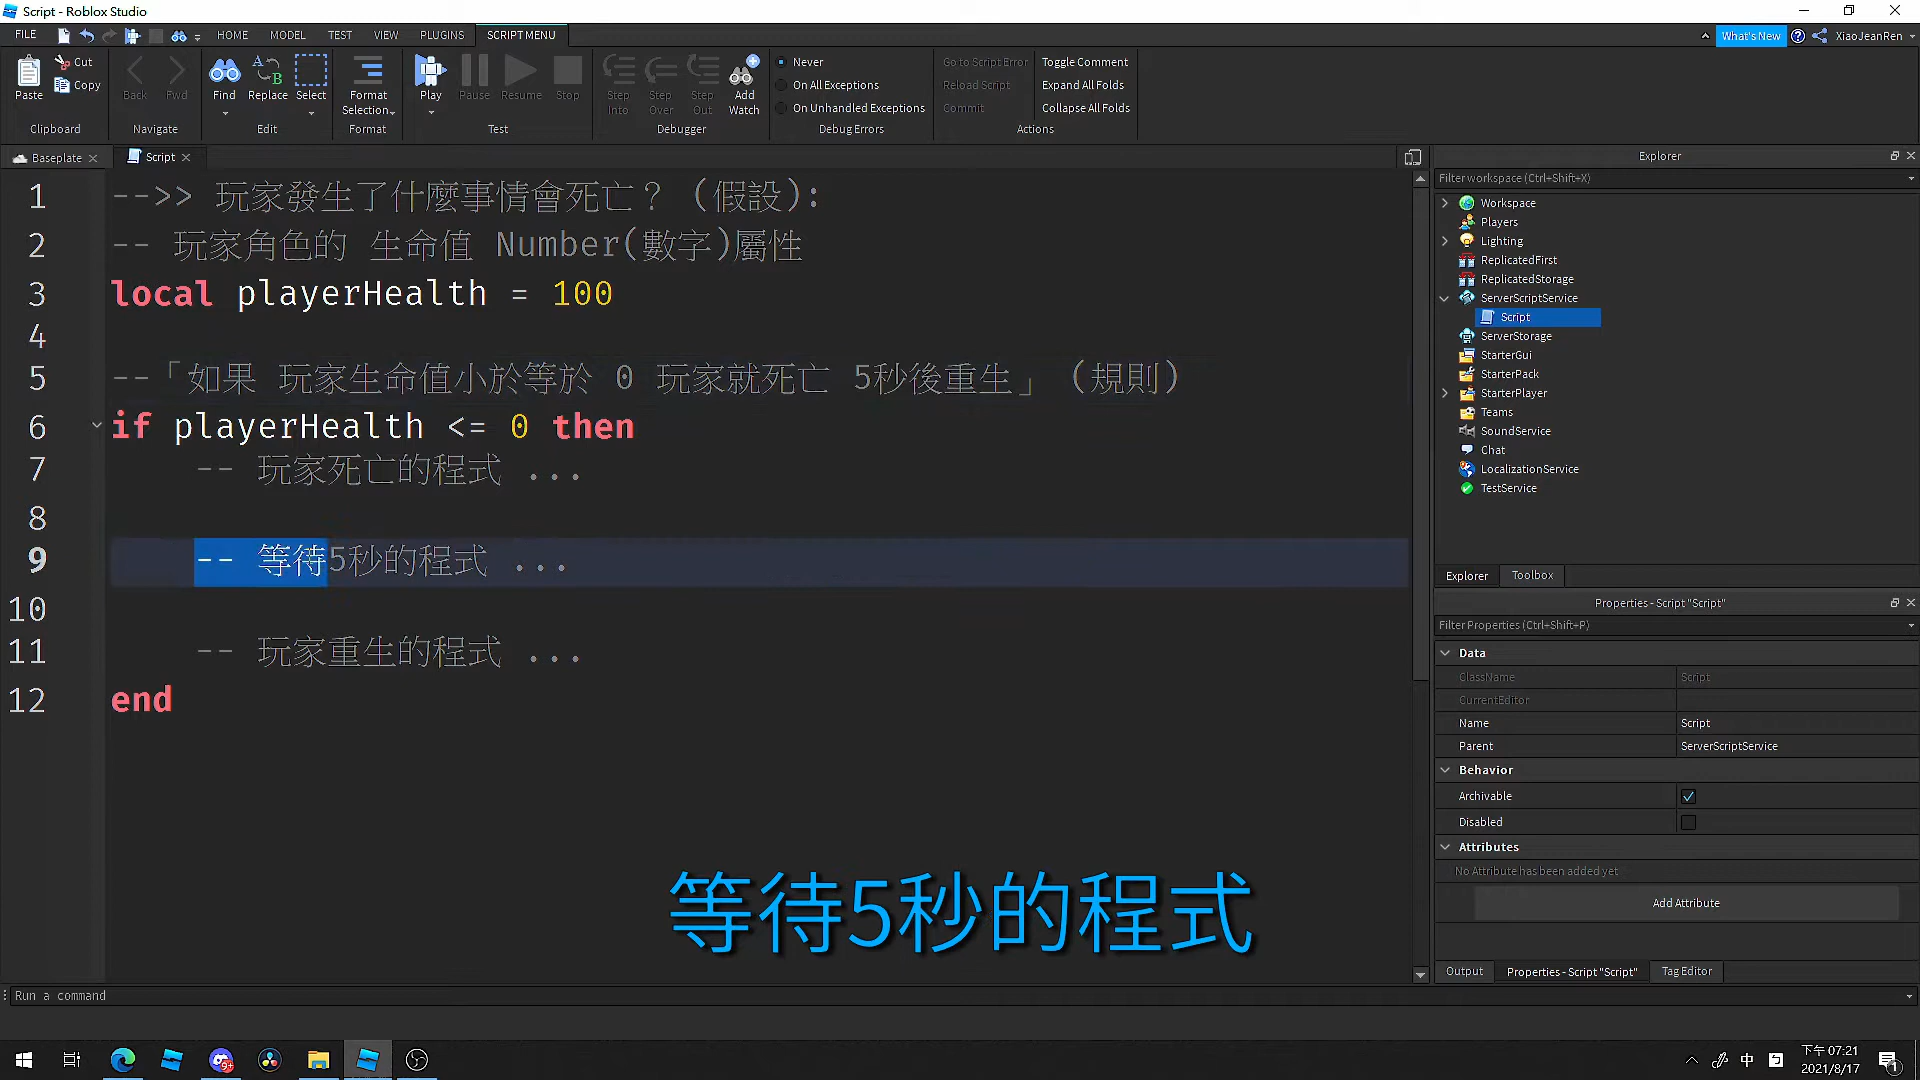 Script - Roblox Studio
FILE HOME MODEL TEST VIEW PLUGINS SCRIPT MENU What's New XiaoJeanRen
Paste Cut Copy Back Fwd Find Replace Select Format Selection Play Pause Resume Stop Step Into Step Over Step Out Add Watch
Never
On All Exceptions
On Unhandled Exceptions
Go to Script Error
Reload Script
Commit
Toggle Comment
Expand All Folds
Collapse All Folds
Clipboard Navigate Edit Format Test Debugger Debug Errors Actions
Baseplate Script
1 -->> 玩家發生了什麼事情會死亡？ (假設):
2 -- 玩家角色的 生命值 Number(數字)屬性
3 local playerHealth = 100
4
5 --「如果 玩家生命值小於等於 0 玩家就死亡 5秒後重生」 (規則)
6 if playerHealth <= 0 then
7 -- 玩家死亡的程式 ...
8
9 -- 等待5秒的程式 ...
10
11 -- 玩家重生的程式 ...
12 end
等待5秒的程式
Explorer
Filter workspace (Ctrl+Shift+X)
Workspace
Players
Lighting
ReplicatedFirst
ReplicatedStorage
ServerScriptService
Script
ServerStorage
StarterGui
StarterPack
StarterPlayer
Teams
SoundService
Chat
LocalizationService
TestService
Explorer Toolbox
Properties - Script "Script"
Filter Properties (Ctrl+Shift+P)
Data
ClassName Script
CurrentEditor
Name Script
Parent ServerScriptService
Behavior
Archivable
Disabled
Attributes
No Attribute has been added yet
Add Attribute
Output Properties - Script "Script" Tag Editor
Run a command
9+
中
下午 07:21
2021/8/17
1